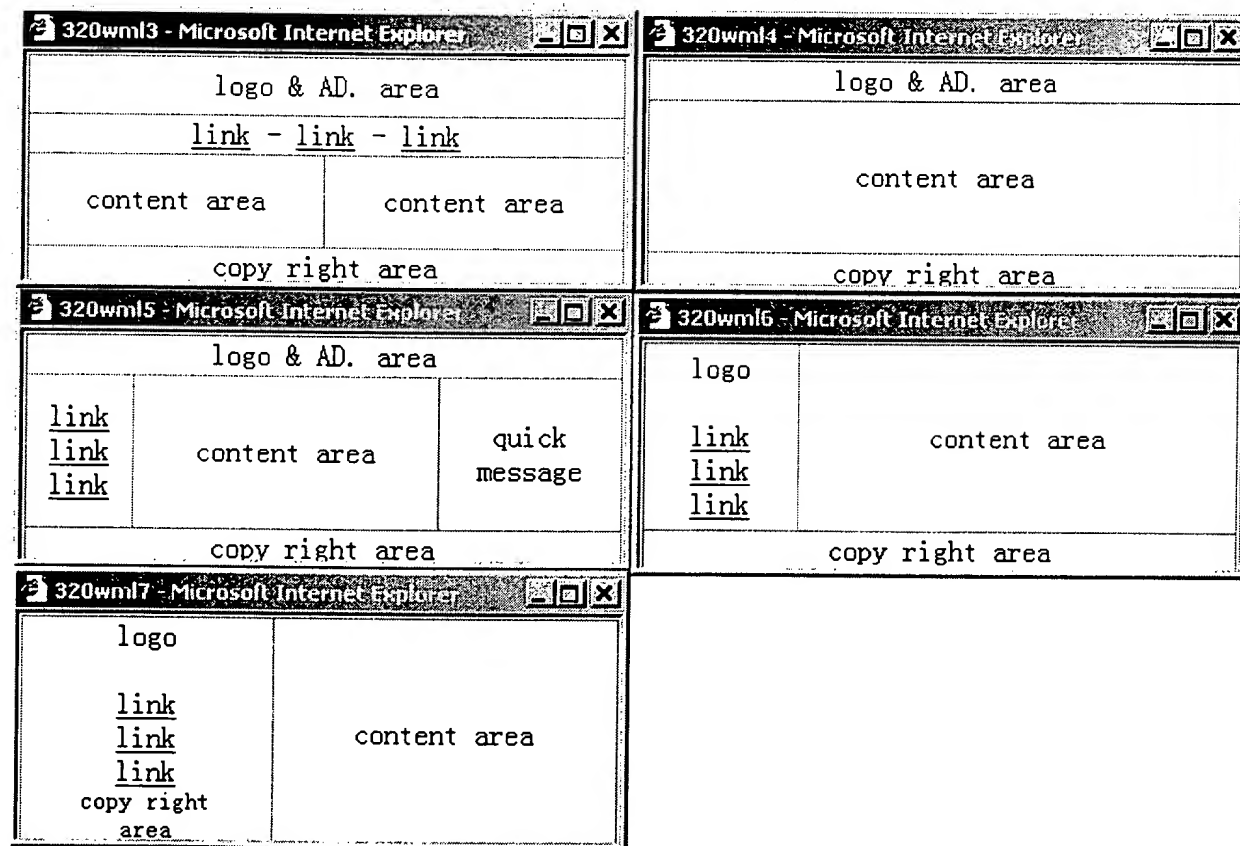 320wml3 - Microsoft Internet Explorer
logo & AD. area
link - link - link
content area
content area
copy right area
320wml4 - Microsoft Internet Explorer
logo & AD. area
content area
copy right area
320wml5 - Microsoft Internet Explorer
logo & AD. area
link
link
link
content area
quick
message
copy right area
320wml6 - Microsoft Internet Explorer
logo
link
link
link
content area
copy right area
320wml7 - Microsoft Internet Explorer
logo
link
link
link
copy right
area
content area